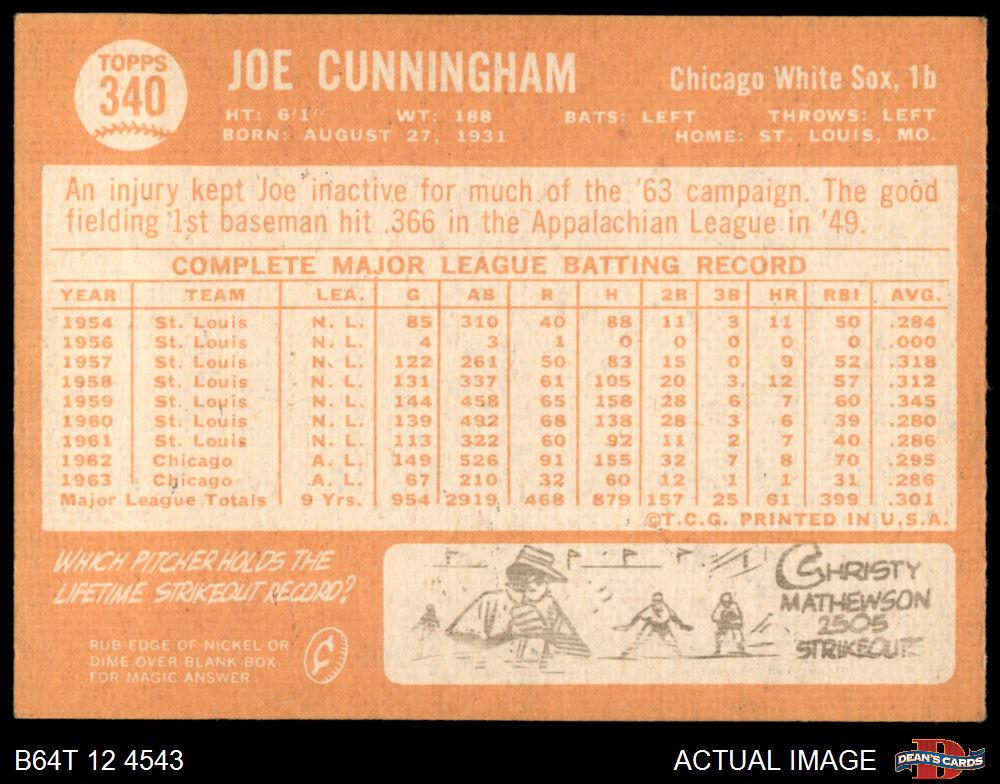 TOPPS
340
JOE CUNNINGHAM
Chicago White Sox, 1b
HT: 6'1" WT: 188 BATS: LEFT THROWS: LEFT
BORN: AUGUST 27, 1931 HOME: ST. LOUIS, MO.
An injury kept Joe inactive for much of the '63 campaign. The good
fielding 1st baseman hit .366 in the Appalachian League in '49.
COMPLETE MAJOR LEAGUE BATTING RECORD
YEAR TEAM LEA. G AB R H 2B 3B HR RBI AVG.
1954 St. Louis N. L. 85 310 40 88 11 3 11 50 .284
1956 St. Louis N. L. 4 3 1 0 0 0 0 0 .000
1957 St. Louis N. L. 122 261 50 83 15 0 9 52 .318
1958 St. Louis N. L. 131 337 61 105 20 3 12 57 .312
1959 St. Louis N. L. 144 458 65 158 28 6 7 60 .345
1960 St. Louis N. L. 139 492 68 138 28 3 6 39 .280
1961 St. Louis N. L. 113 322 60 92 11 2 7 40 .286
1962 Chicago A. L. 149 526 91 155 32 7 8 70 .295
1963 Chicago A. L. 67 210 32 60 12 1 1 31 .286
Major League Totals 9 Yrs. 954 2919 468 879 157 25 61 399 .301
©T.C.G. PRINTED IN U.S.A.
WHICH PITCHER HOLDS THE
LIFETIME STRIKEOUT RECORD?
RUB EDGE OF NICKEL OR
DIME OVER BLANK BOX
FOR MAGIC ANSWER
¢
CHRISTY
MATHEWSON
2505
STRIKEOUTS
B64T 12 4543
ACTUAL IMAGE
D
DEAN'S CARDS